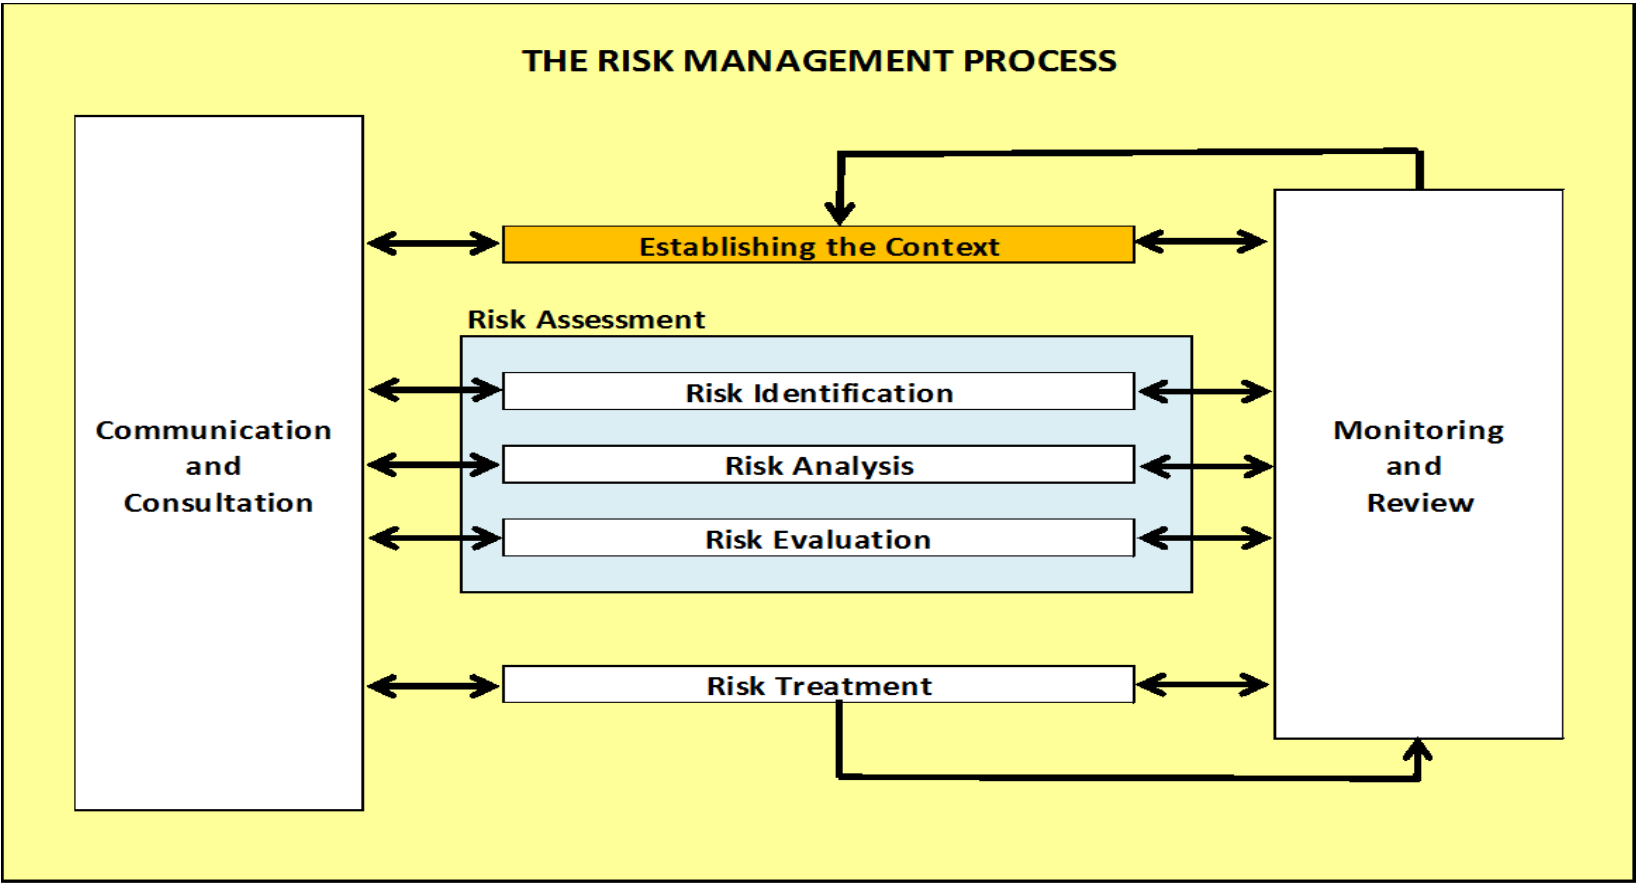 THE RISK MANAGEMENT PROCESS
Establishing the Context
Risk Assessment
Risk Identification
Risk Analysis
Risk Evaluation
Risk Treatment
Communication
and
Consultation
Monitoring
and
Review